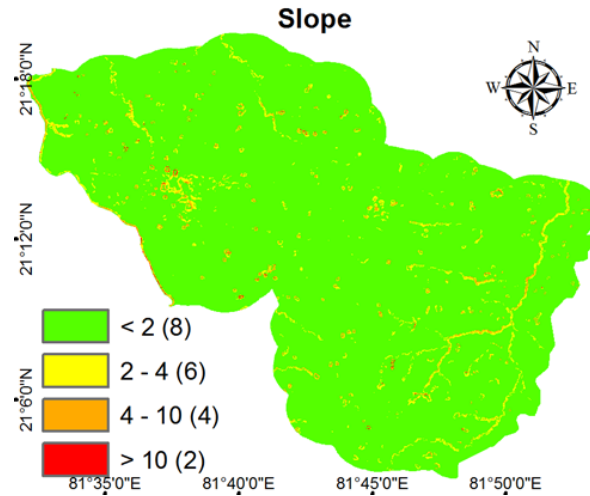 Slope
N
W E
S
21°18'0"N
21°12'0"N
21°6'0"N
< 2 (8)
2 - 4 (6)
4 - 10 (4)
> 10 (2)
81°35'0"E 81°40'0"E 81°45'0"E 81°50'0"E